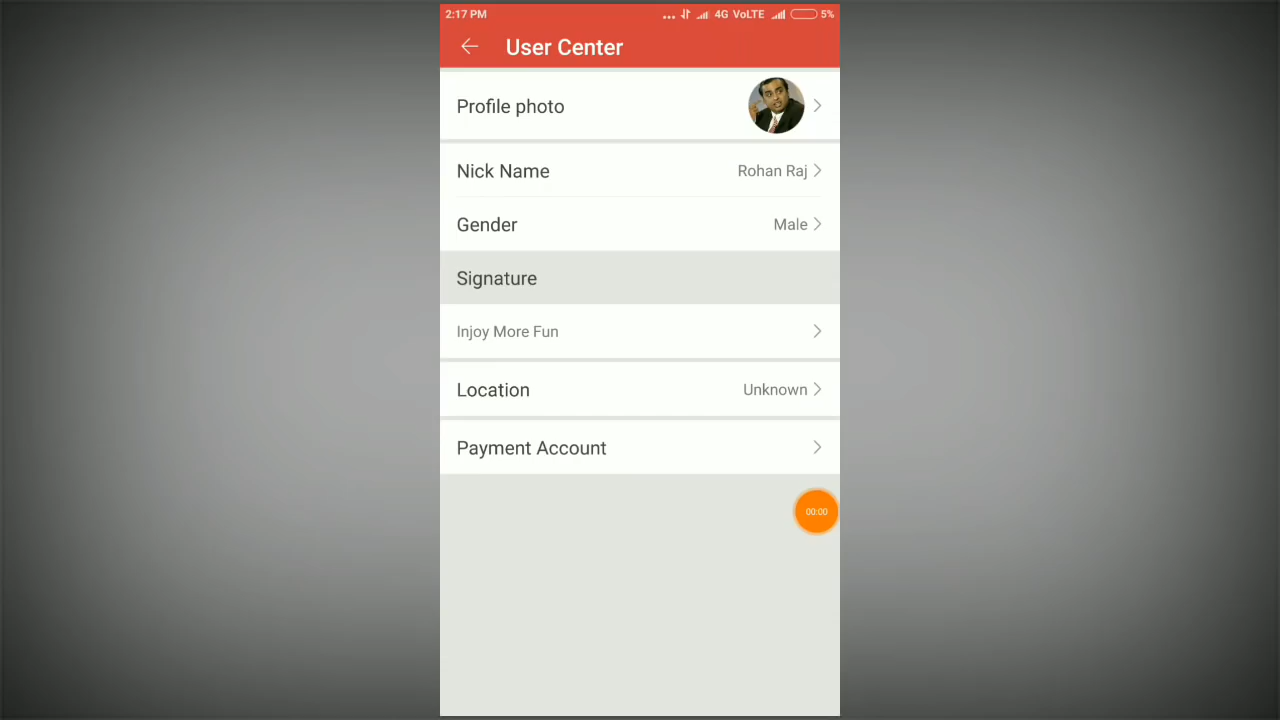 2:17 PM ... 4G VoLTE 5%
User Center
Profile photo
Nick Name Rohan Raj
Gender Male
Signature
Injoy More Fun
Location Unknown
Payment Account
00:00